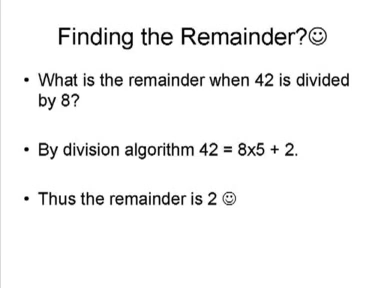 Finding the Remainder?☺
• What is the remainder when 42 is divided
by 8?
• By division algorithm 42 = 8x5 + 2.
• Thus the remainder is 2 ☺